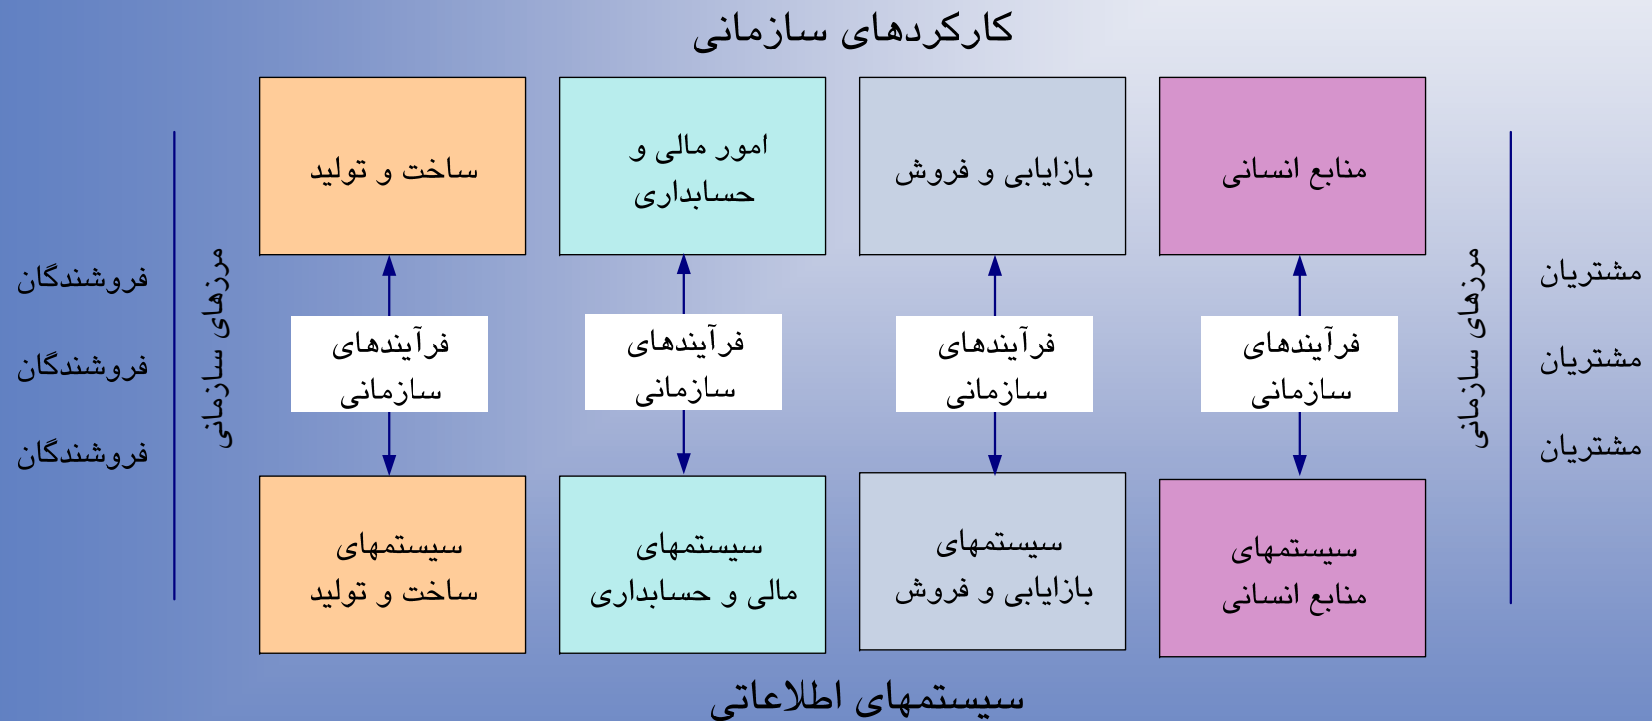 کارکردهای سازمانی
منابع انسانی
بازاریابی و فروش
امور مالی و
حسابداری
ساخت و تولید
مشتریان
مشتریان
مشتریان
مرزهای سازمانی
فرآیندهای
سازمانی
فرآیندهای
سازمانی
فرآیندهای
سازمانی
فرآیندهای
سازمانی
مرزهای سازمانی
فروشندگان
فروشندگان
فروشندگان
سیستمهای
منابع انسانی
سیستمهای
بازاریابی و فروش
سیستمهای
مالی و حسابداری
سیستمهای
ساخت و تولید
سیستمهای اطلاعاتی